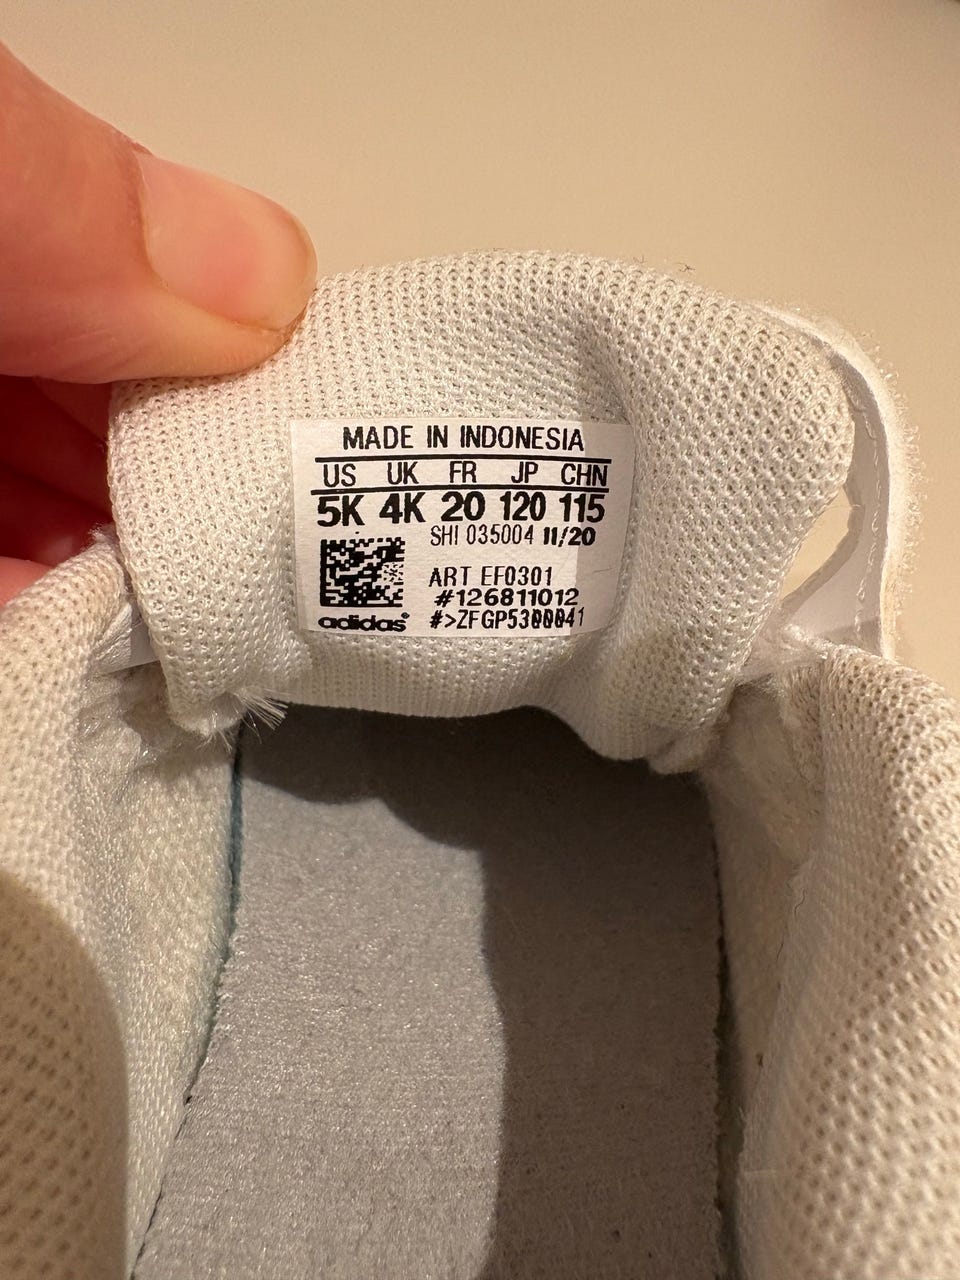 MADE IN INDONESIA
US UK FR JP CHN
5K 4K 20 120 115
SHI 035004 11/20
ART EF0301
#126811012
adidas